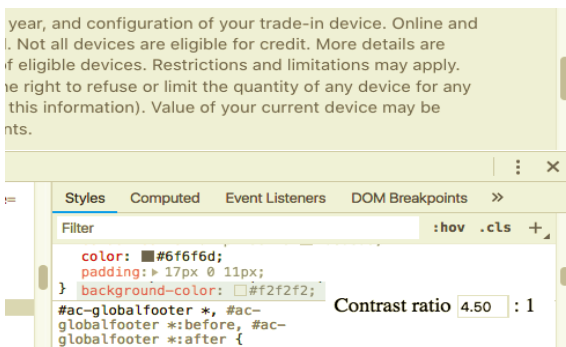 year, and configuration of your trade-in device. Online and
. Not all devices are eligible for credit. More details are
of eligible devices. Restrictions and limitations may apply.
he right to refuse or limit the quantity of any device for any
this information). Value of your current device may be
nts.
e=
Styles Computed Event Listeners DOM Breakpoints »
Filter :hov .cls +
color: #6f6f6d;
padding: 17px 0 11px;
} background-color: #f2f2f2;
Contrast ratio 4.50 : 1
#ac-globalfooter *, #ac-
globalfooter *:before, #ac-
globalfooter *:after {